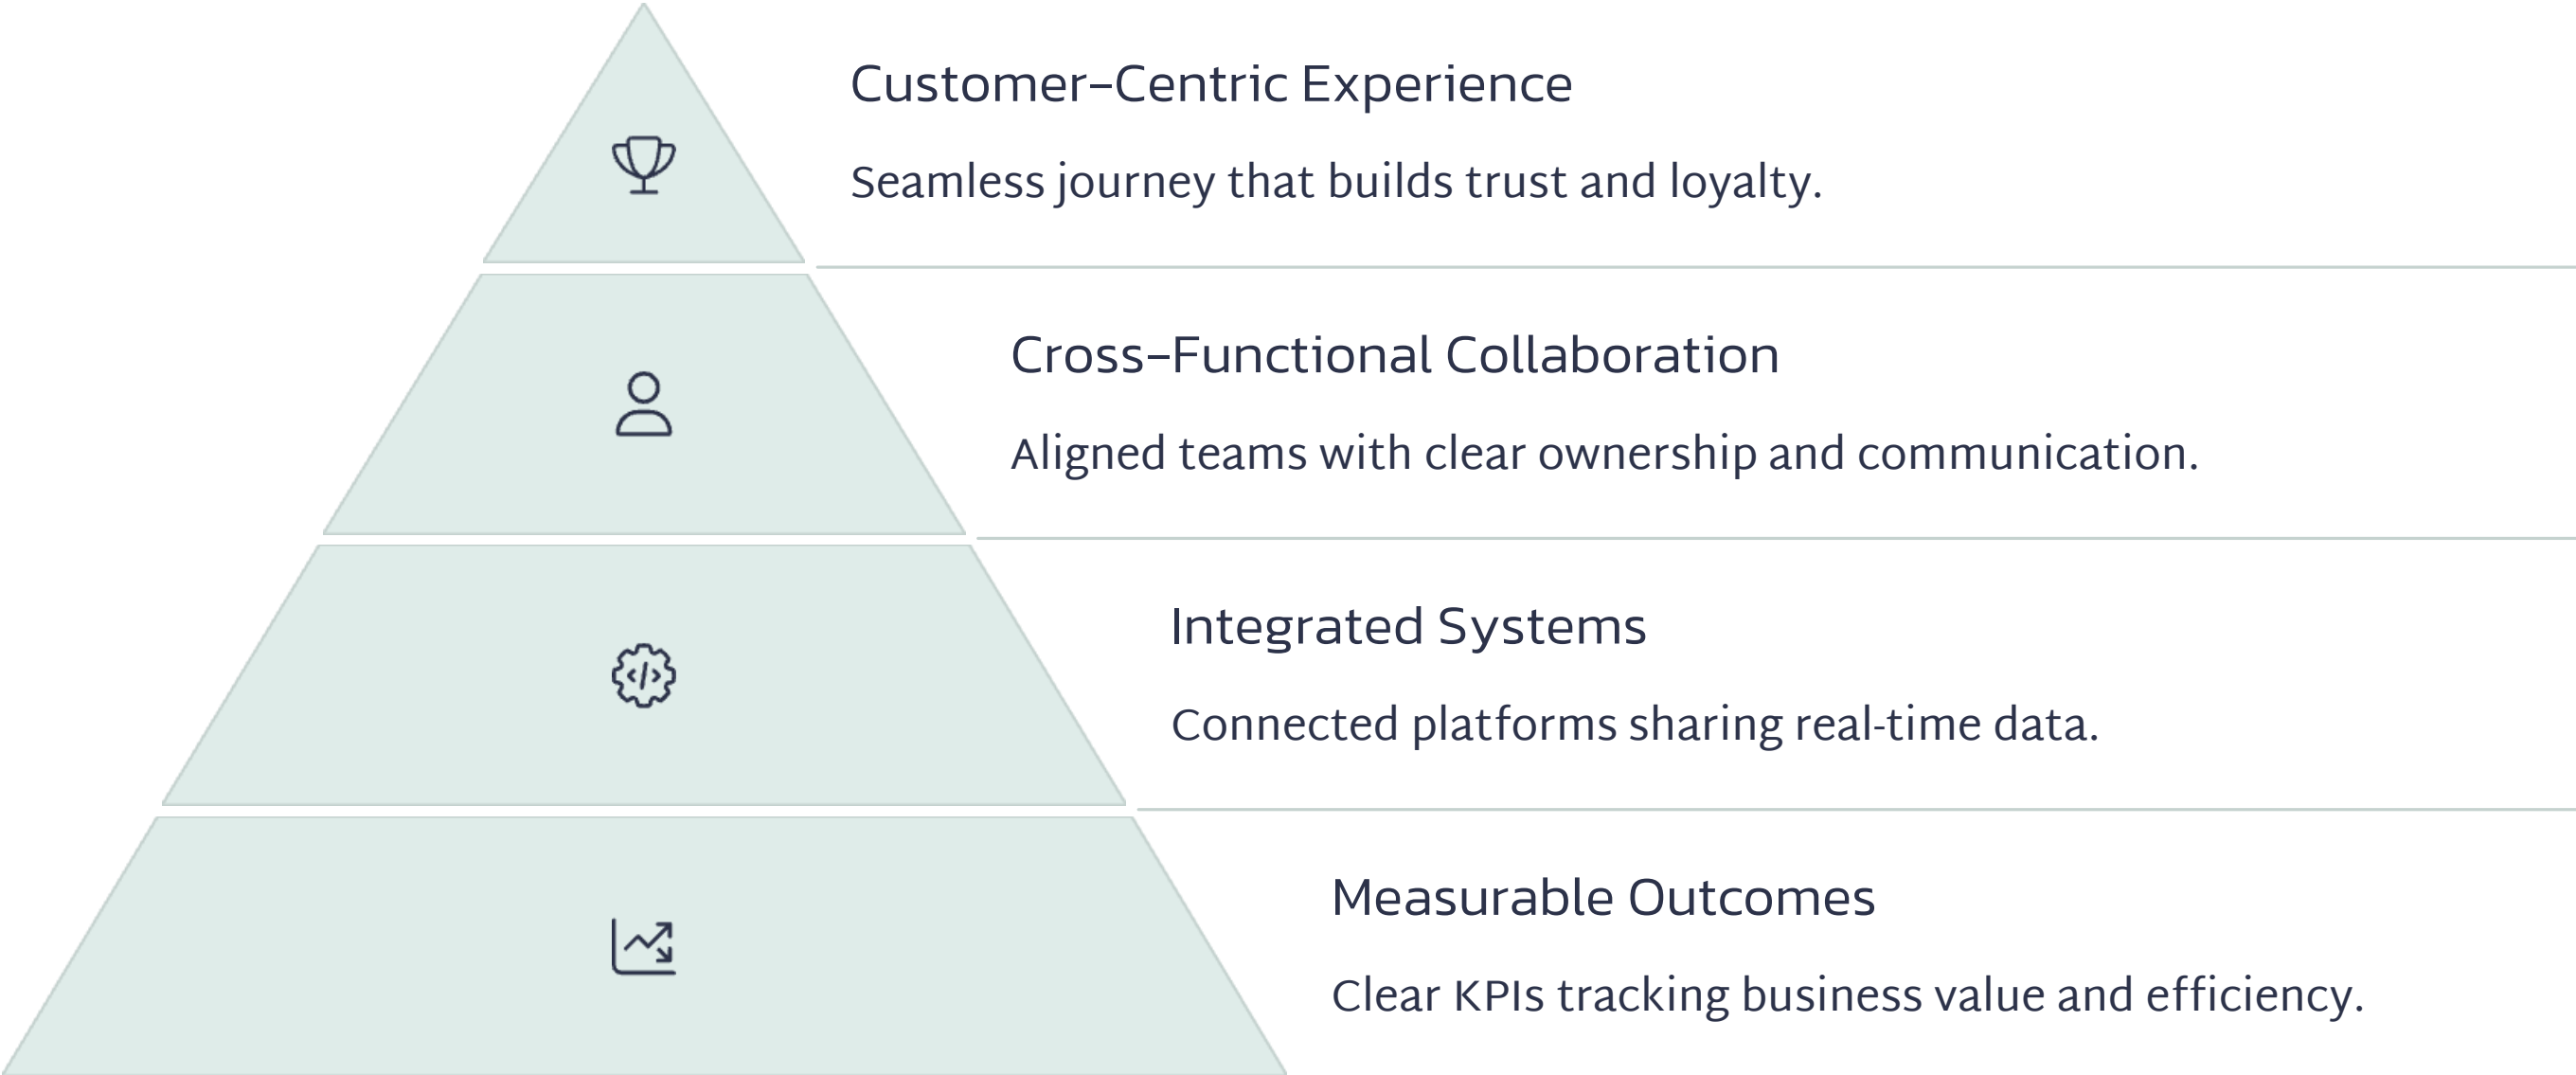 Customer-Centric Experience
Seamless journey that builds trust and loyalty.
Cross-Functional Collaboration
Aligned teams with clear ownership and communication.
Integrated Systems
Connected platforms sharing real-time data.
Measurable Outcomes
Clear KPIs tracking business value and efficiency.